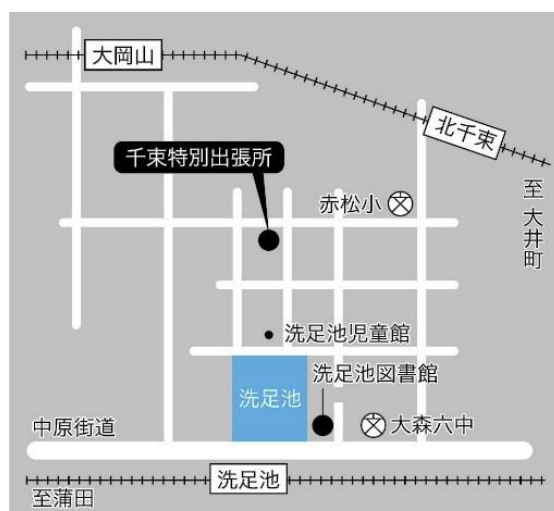 大岡山
北千束
千束特別出張所
赤松小
至大井町
洗足池児童館
洗足池図書館
洗足池
中原街道
大森六中
洗足池
至蒲田